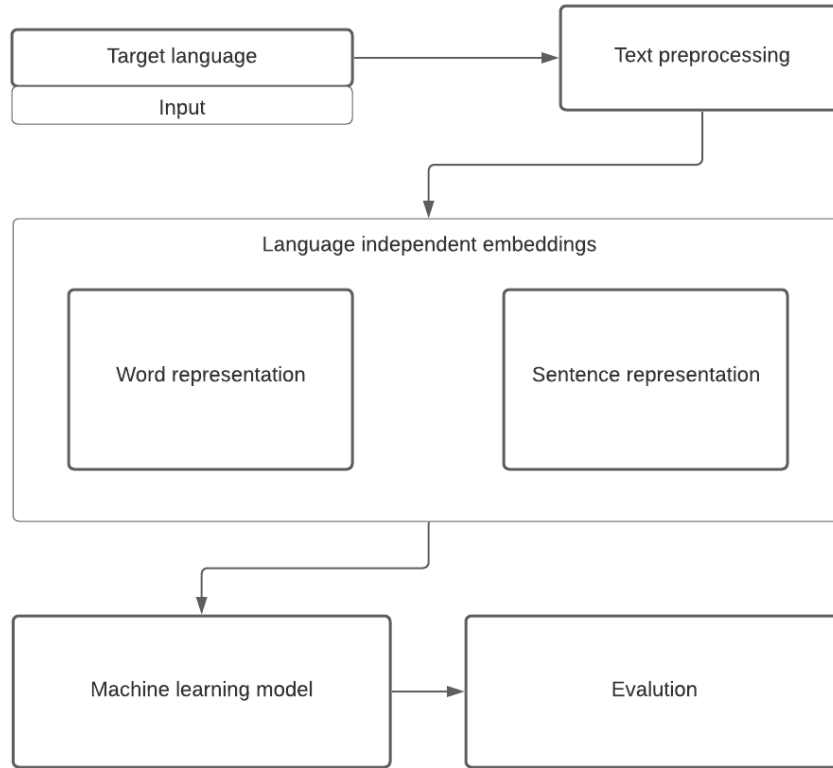 Target language
Text preprocessing
Input
Language independent embeddings
Word representation
Sentence representation
Machine learning model
Evalution